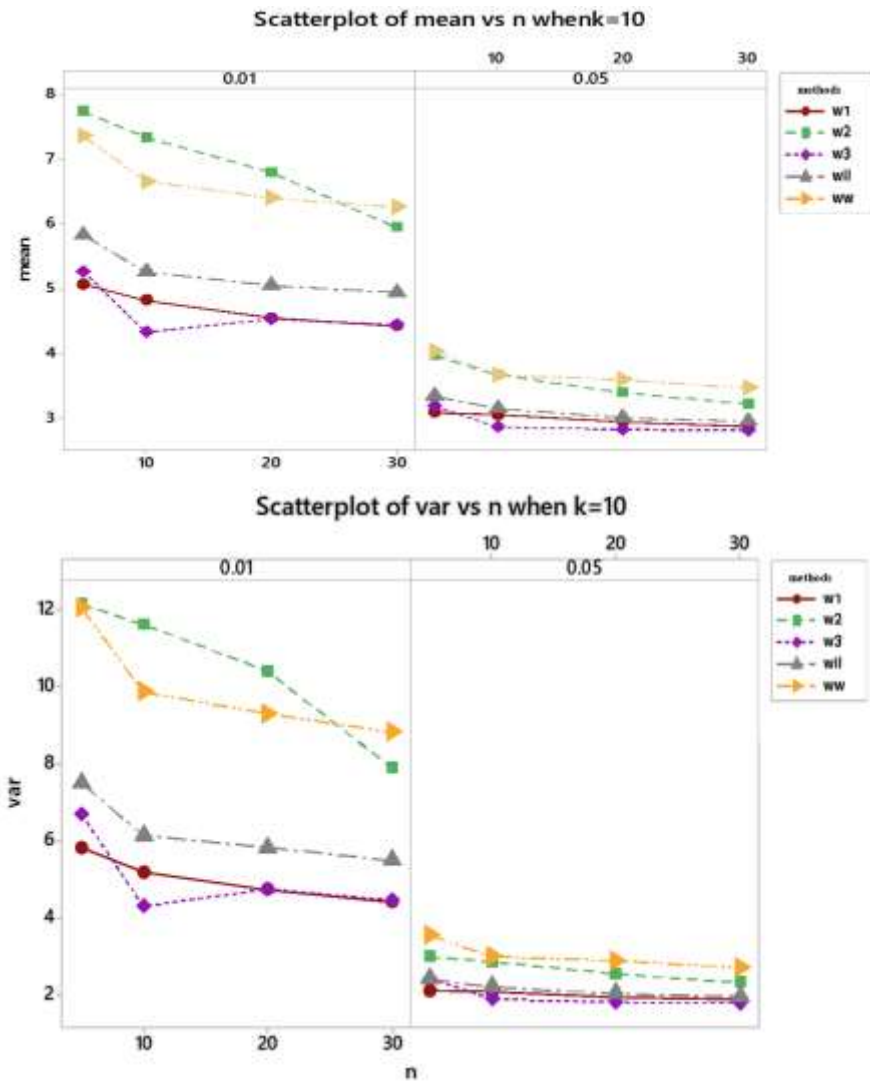 Scatterplot of mean vs n whenk=10
10 20 30
0.01 0.05
8
7
6
5
4
3
mean
10 20 30
methods
w1
w2
w3
wll
ww
Scatterplot of var vs n when k=10
10 20 30
0.01 0.05
12
10
8
6
4
2
var
10 20 30
n
methods
w1
w2
w3
wll
ww